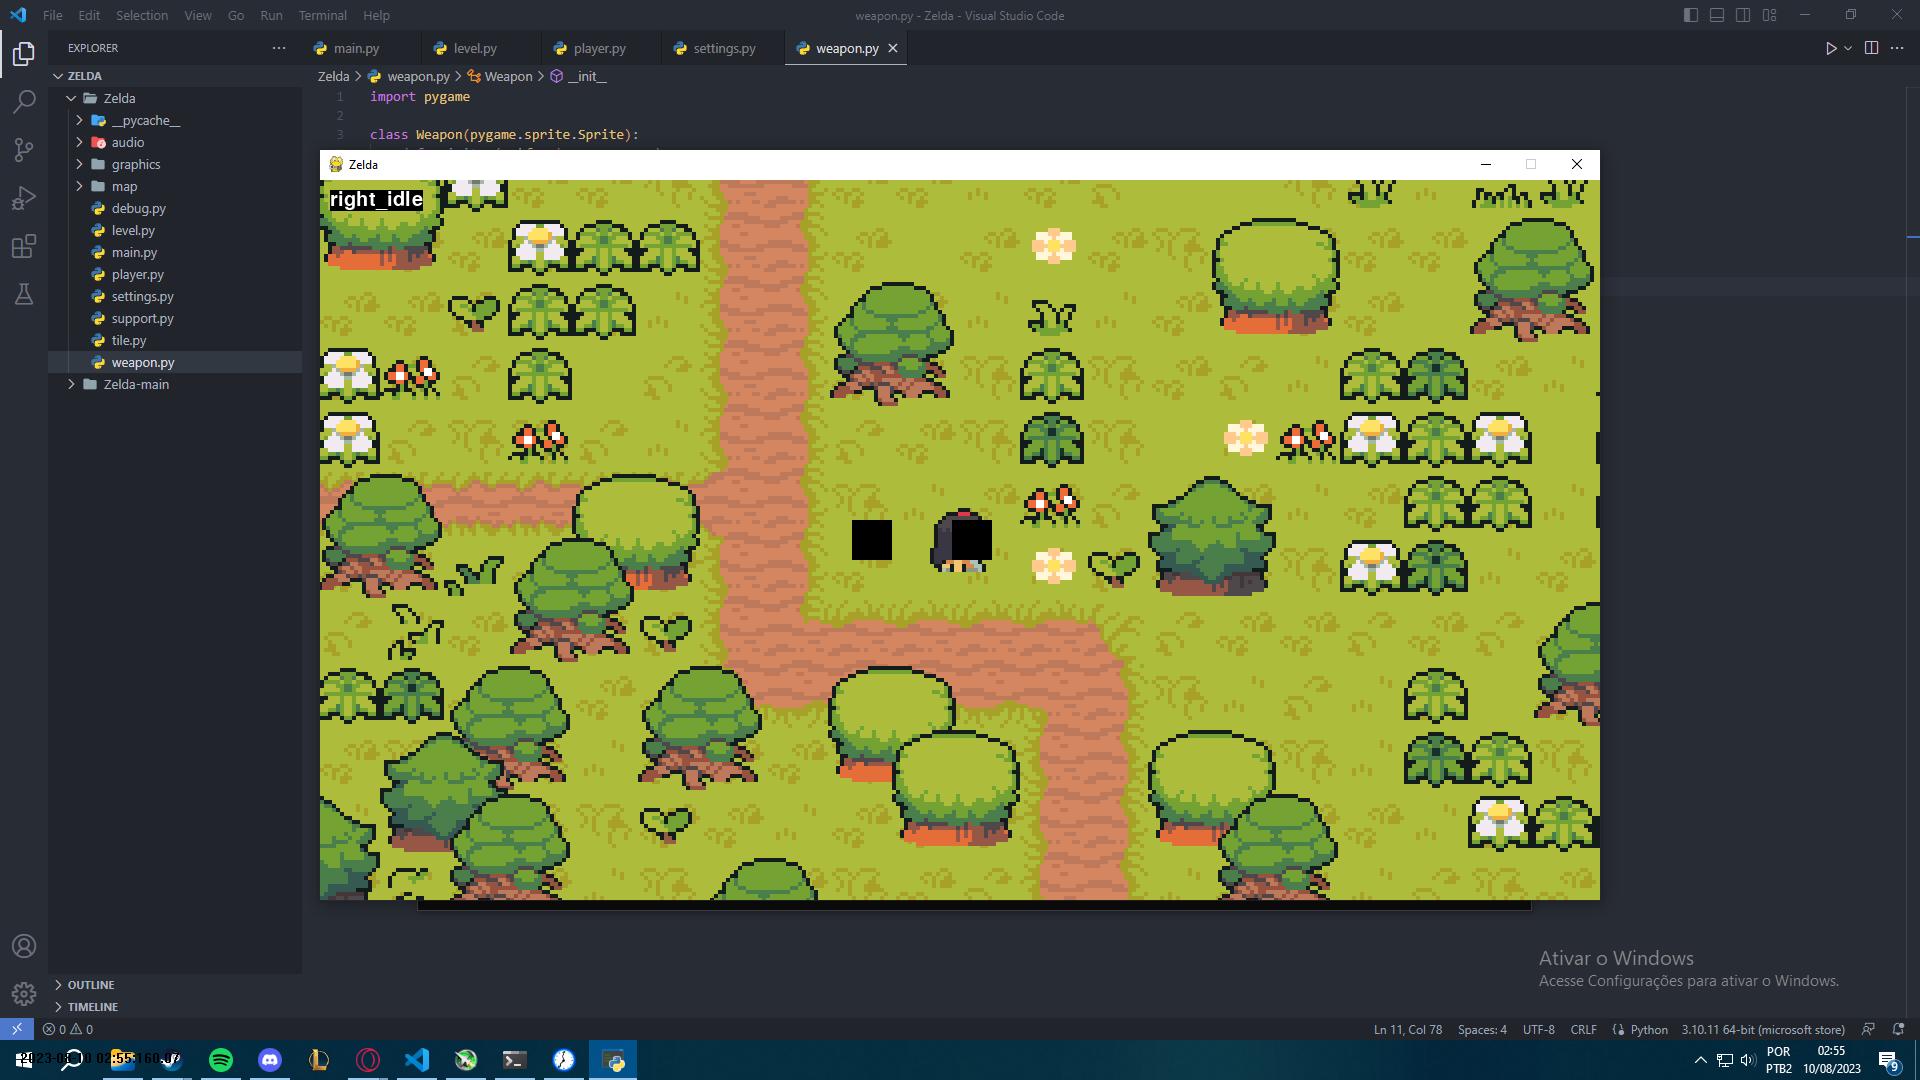 File Edit Selection View Go Run Terminal Help
weapon.py - Zelda - Visual Studio Code
EXPLORER
main.py
level.py
player.py
settings.py
weapon.py
ZELDA
Zelda > weapon.py > Weapon > __init__
Zelda
__pycache__
audio
graphics
map
debug.py
level.py
main.py
player.py
settings.py
support.py
tile.py
weapon.py
Zelda-main
1 import pygame
2
3 class Weapon(pygame.sprite.Sprite):
Zelda
right_idle
Ativar o Windows
Acesse Configurações para ativar o Windows.
OUTLINE
TIMELINE
0 0
Ln 11, Col 78 Spaces: 4 UTF-8 CRLF Python 3.10.11 64-bit (microsoft store)
POR
PTB2
02:55
10/08/2023
9